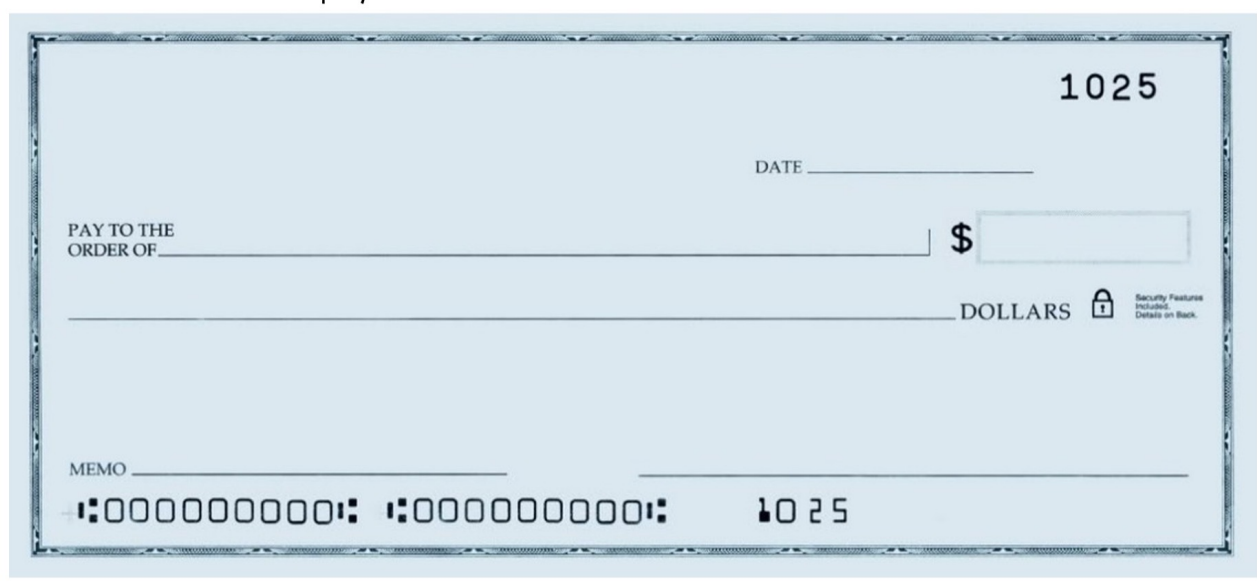 1025
DATE
PAY TO THE
ORDER OF
$
DOLLARS
Security Features
Included.
Details on Back.
MEMO
⑆000000000⑆ ⑆000000000⑆ 1025